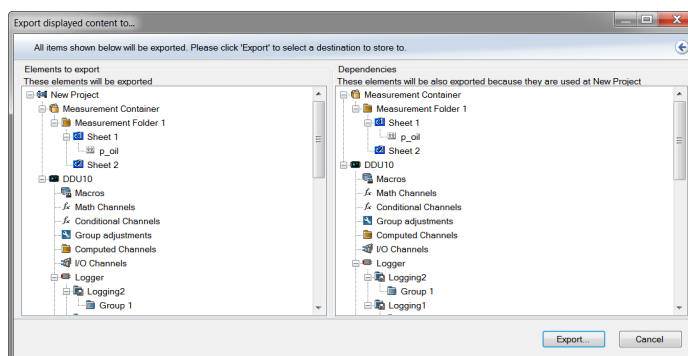 Export displayed content to...
All items shown below will be exported. Please click 'Export' to select a destination to store to.
Elements to export
These elements will be exported
New Project
Measurement Container
Measurement Folder 1
Sheet 1
p_oil
Sheet 2
DDU10
Macros
fx Math Channels
fx Conditional Channels
Group adjustments
Computed Channels
I/O Channels
Logger
Logging2
Group 1
Dependencies
These elements will be also exported because they are used at New Project
Measurement Container
Measurement Folder 1
Sheet 1
p_oil
Sheet 2
DDU10
Macros
fx Math Channels
fx Conditional Channels
Group adjustments
Computed Channels
I/O Channels
Logger
Logging2
Group 1
Logging1
Export...
Cancel